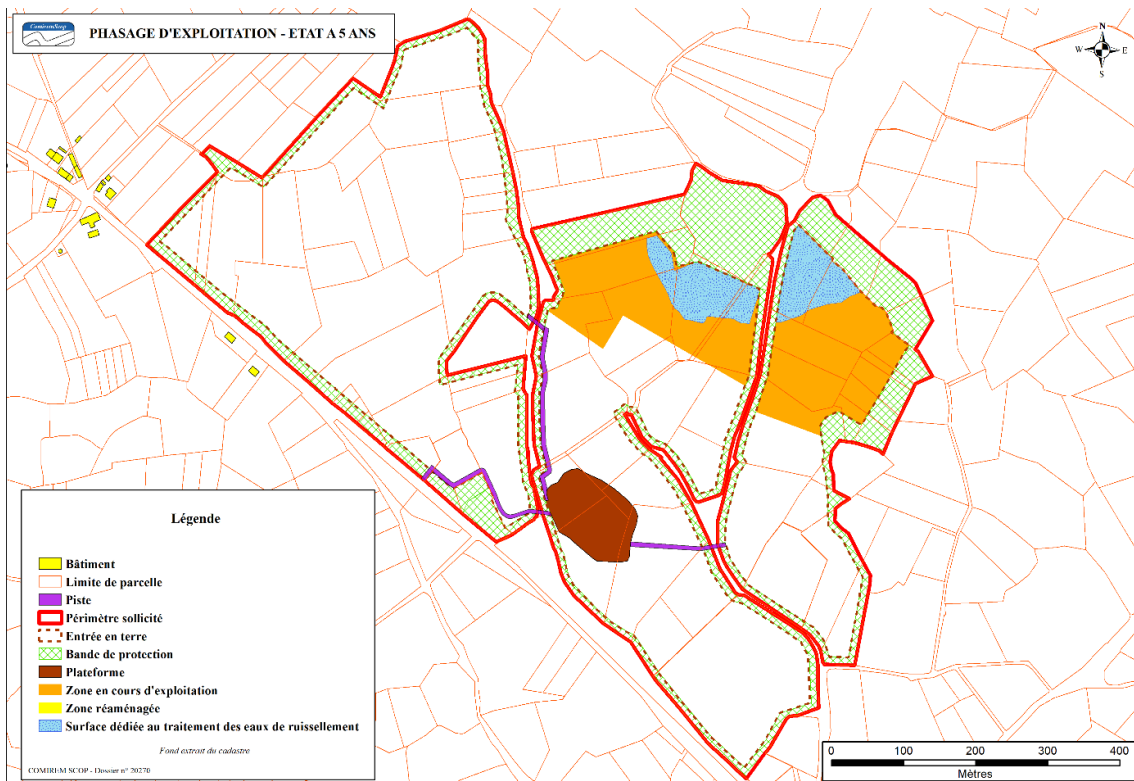 ComiremScop
PHASAGE D'EXPLOITATION - ETAT A 5 ANS
N
W E
S
Légende
Bâtiment
Limite de parcelle
Piste
Périmètre sollicité
Entrée en terre
Bande de protection
Plateforme
Zone en cours d'exploitation
Zone réaménagée
Surface dédiée au traitement des eaux de ruissellement
Fond extrait du cadastre
COMIREM SCOP - Dossier n° 20270
0 100 200 300 400
Mètres